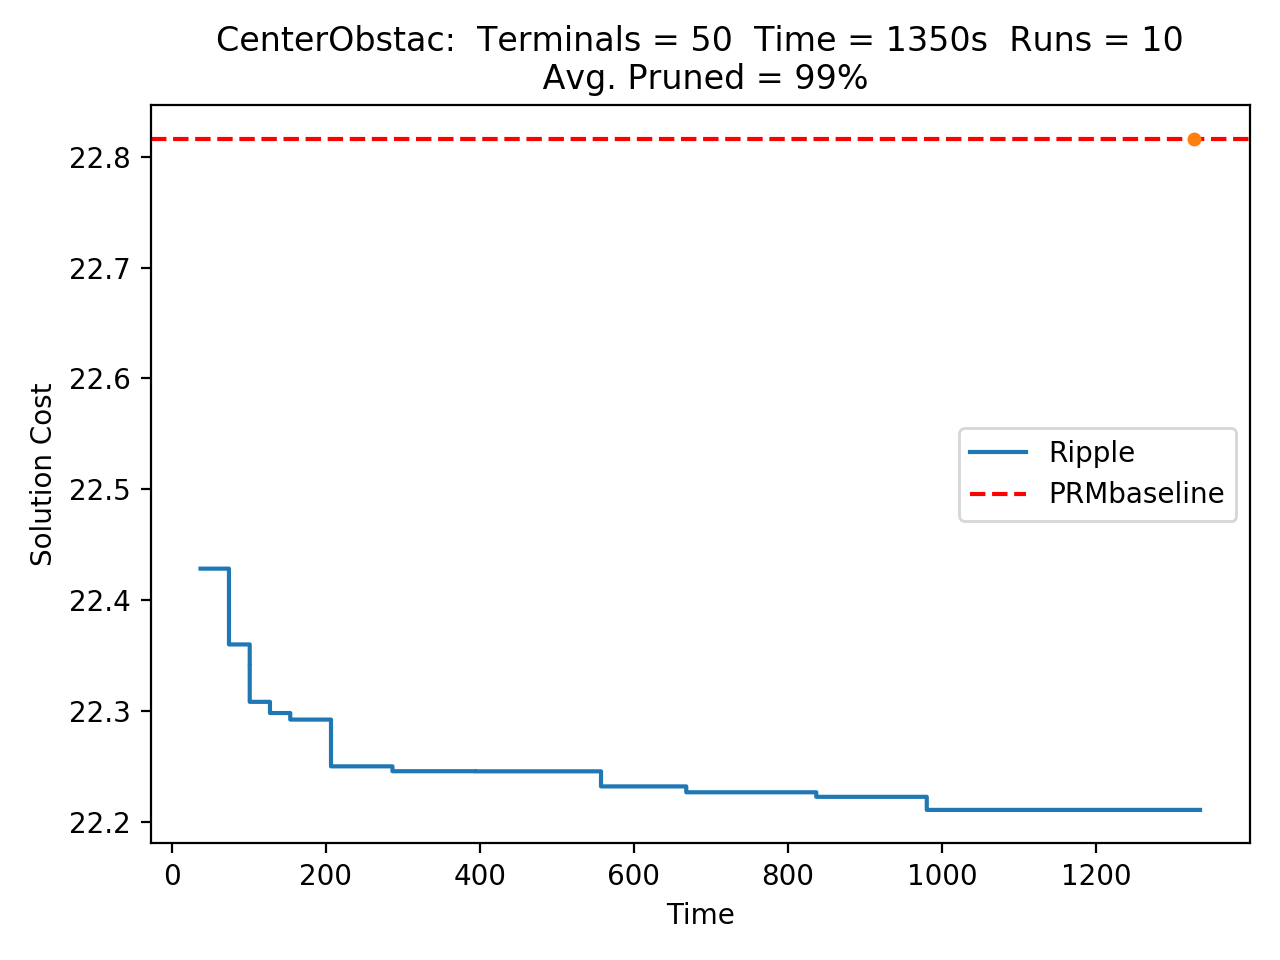 CenterObstac:  Terminals = 50  Time = 1350s  Runs = 10
Avg. Pruned = 99%
22.8
22.7
22.6
22.5
22.4
22.3
22.2
Solution Cost
Ripple
PRMbaseline
0 200 400 600 800 1000 1200
Time